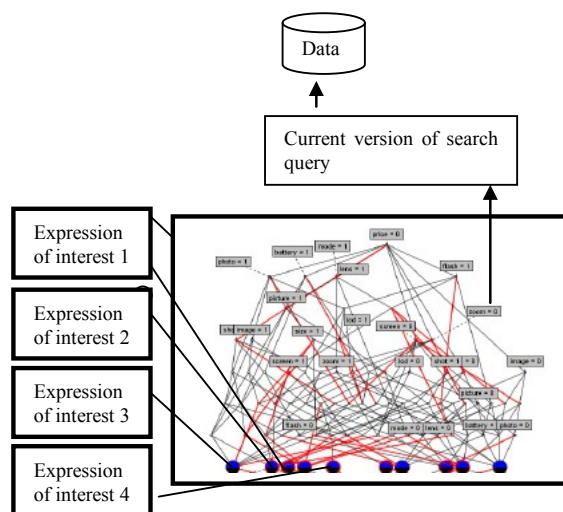 Data
Current version of search
query
Expression
of interest 1
Expression
of interest 2
Expression
of interest 3
Expression
of interest 4
price = 0
mode = 1
battery = 1
photo = 1
lens = 1
flash = 1
picture = 1
zoom = 0
lcd = 1
image = 1
size = 1
screen = 0
screen = 1
zoom = 1
lcd = 0
shot = 1
= 0
image = 0
picture = 0
flash = 0
mode = 0
lens = 0
battery =
photo = 0